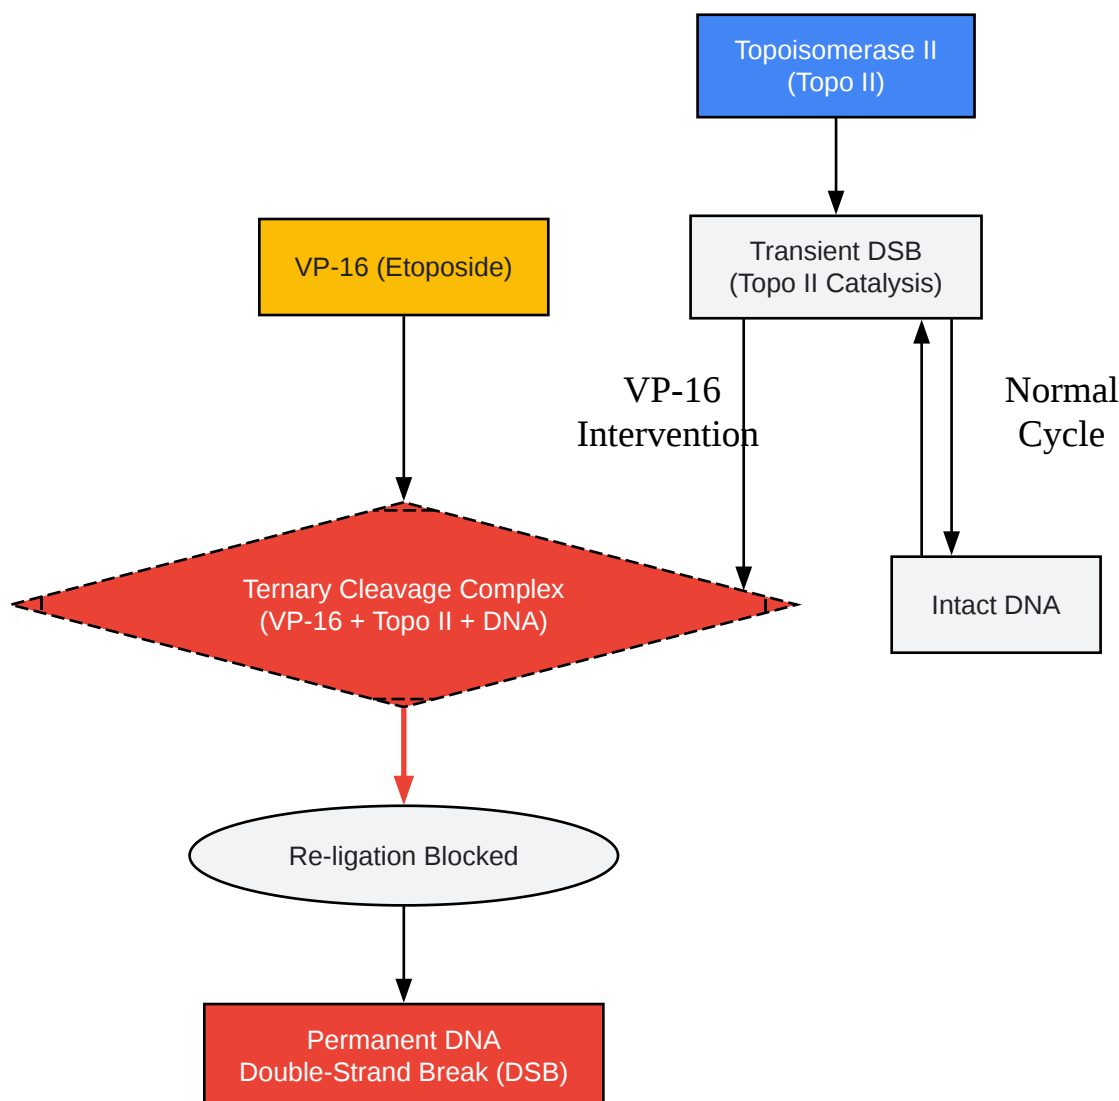 Topoisomerase II
(Topo II)
VP-16 (Etoposide)
Transient DSB
(Topo II Catalysis)
VP-16
Intervention
Normal
Cycle
Ternary Cleavage Complex
(VP-16 + Topo II + DNA)
Intact DNA
Re-ligation Blocked
Permanent DNA
Double-Strand Break (DSB)